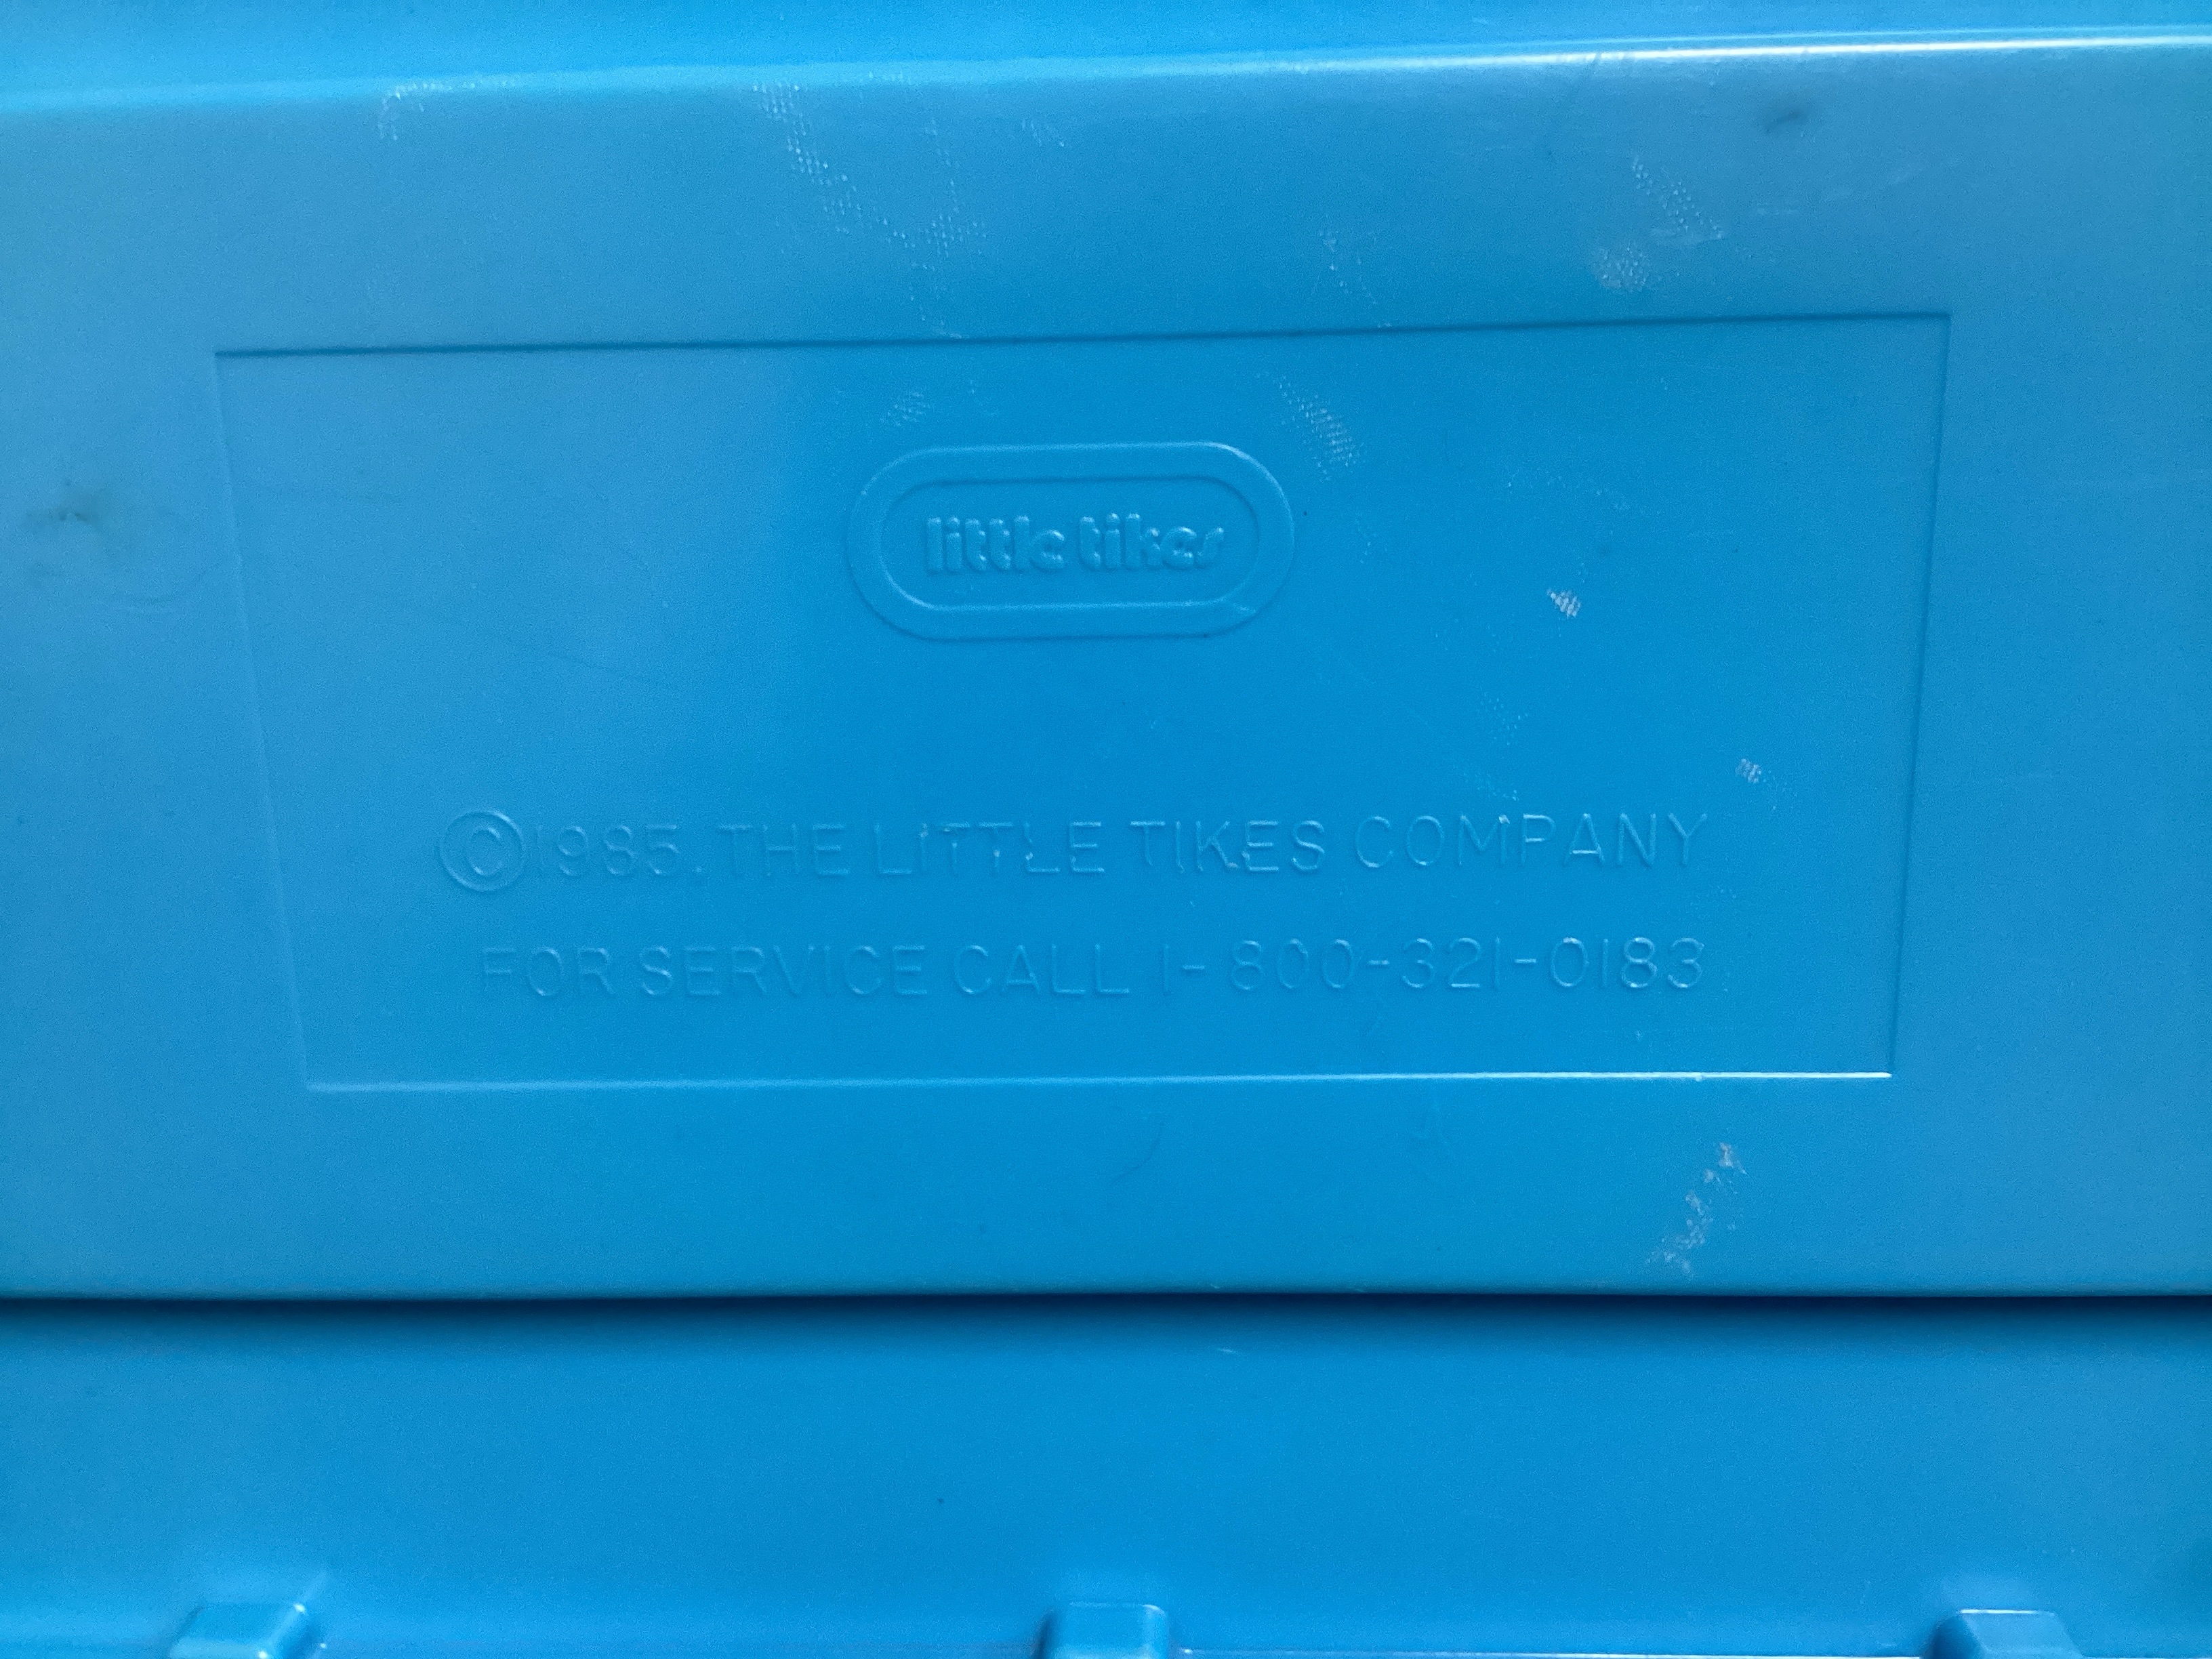 little tikes
©1985. THE LITTLE TIKES COMPANY
FOR SERVICE CALL 1-800-321-0183